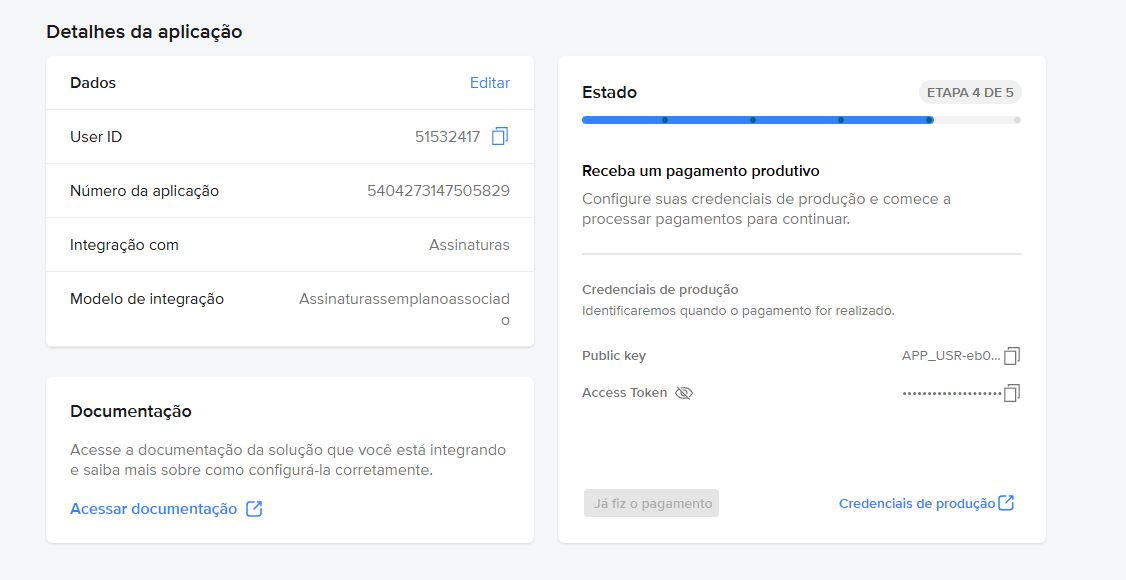 Detalhes da aplicação
Dados
Editar
User ID
51532417
Número da aplicação
5404273147505829
Integração com
Assinaturas
Modelo de integração
Assinaturassemplanoassociad
o
Documentação
Acesse a documentação da solução que você está integrando
e saiba mais sobre como configurá-la corretamente.
Acessar documentação
Estado
ETAPA 4 DE 5
Receba um pagamento produtivo
Configure suas credenciais de produção e comece a
processar pagamentos para continuar.
Credenciais de produção
Identificaremos quando o pagamento for realizado.
Public key
APP_USR-eb0...
Access Token
••••••••••••••••••••
Já fiz o pagamento
Credenciais de produção